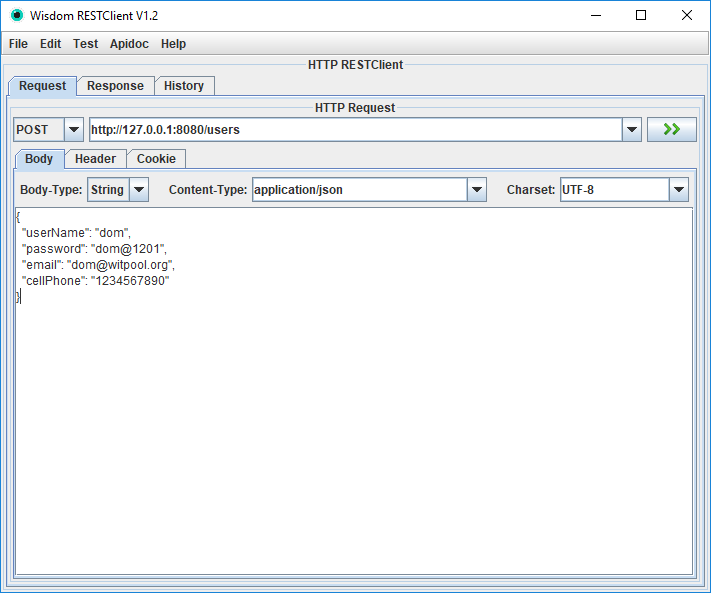 Wisdom RESTClient V1.2
File Edit Test Apidoc Help
HTTP RESTClient
Request Response History
HTTP Request
POST http://127.0.0.1:8080/users
Body Header Cookie
Body-Type: String Content-Type: application/json Charset: UTF-8
{
"userName": "dom",
"password": "dom@1201",
"email": "dom@witpool.org",
"cellPhone": "1234567890"
}